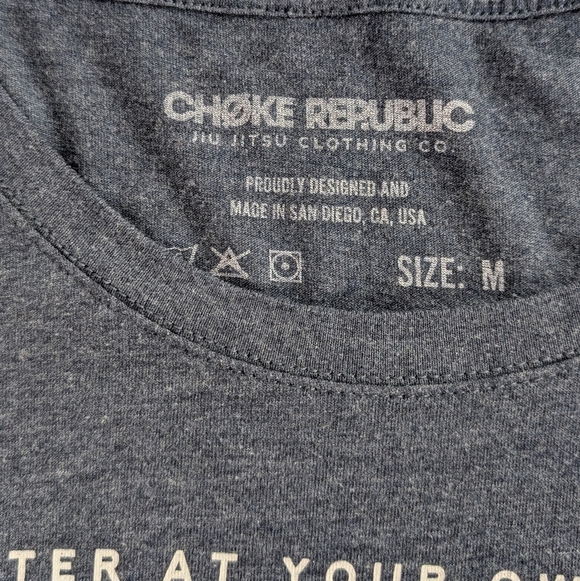 CHØKE REPUBLIC
JIU JITSU CLOTHING CO.
PROUDLY DESIGNED AND
MADE IN SAN DIEGO, CA, USA
SIZE: M
TER AT YOUR OW